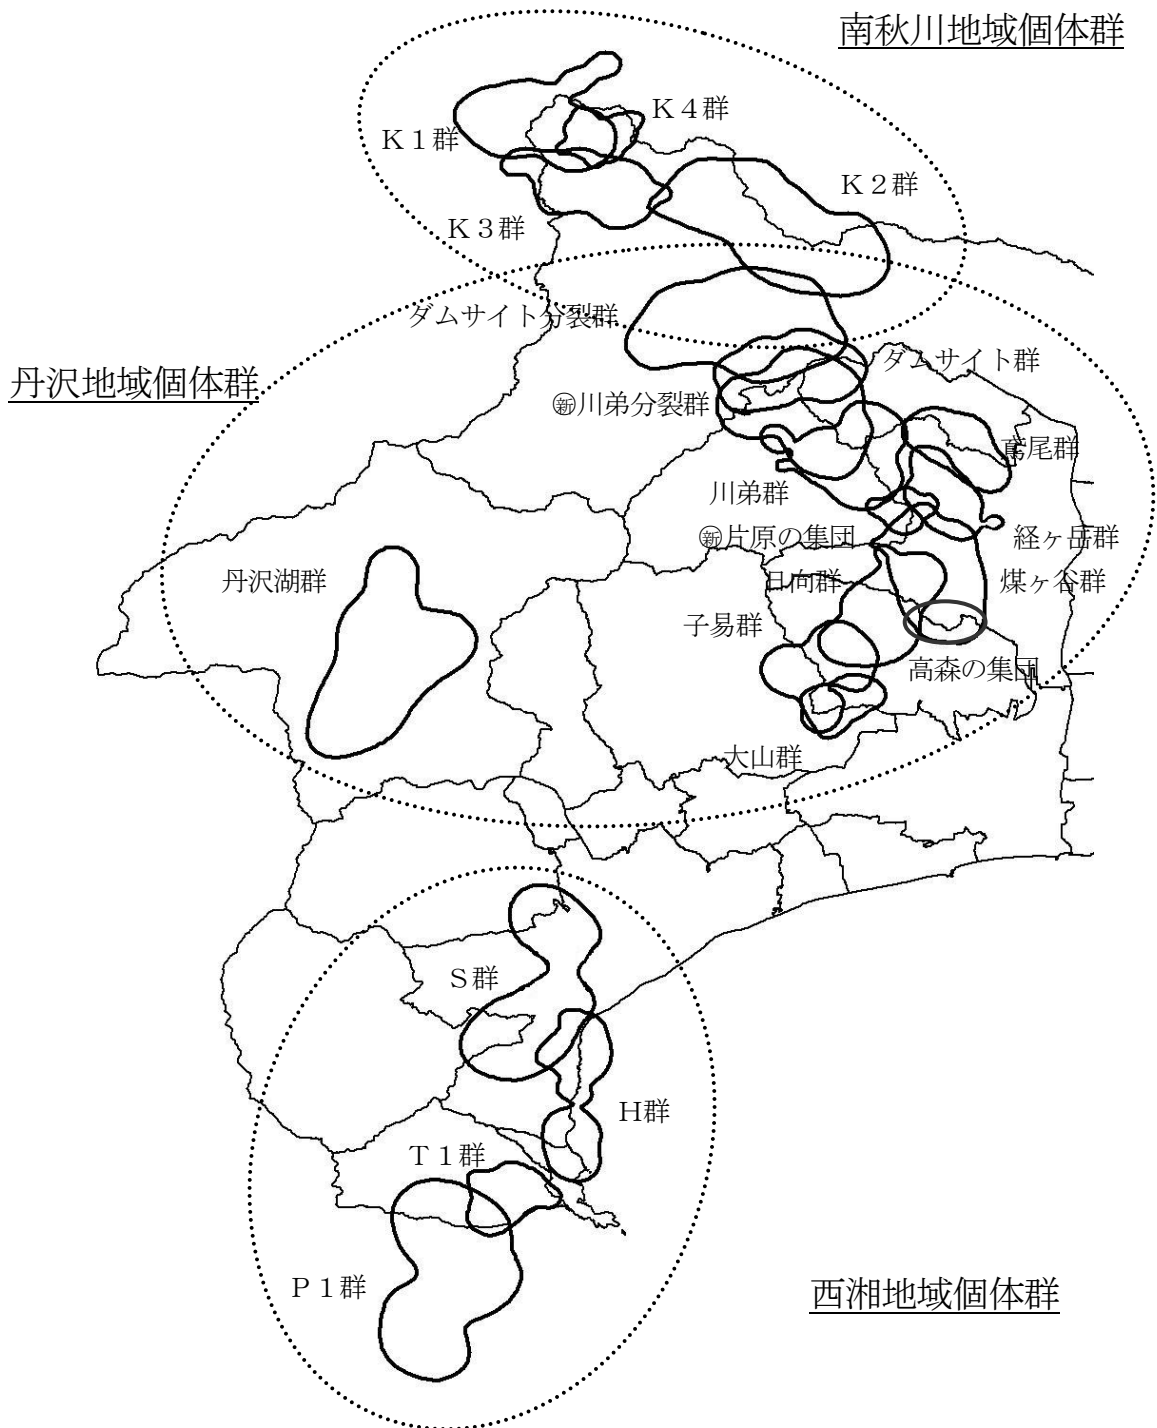 南秋川地域個体群
K4群
K1群
K2群
K3群
ダムサイト分裂群
ダムサイト群
丹沢地域個体群
㊟川弟分裂群
鳶尾群
川弟群
㊟片原の集団
経ヶ岳群
丹沢湖群
日向群
煤ヶ谷群
子易群
高森の集団
大山群
S群
H群
T1群
P1群
西湘地域個体群